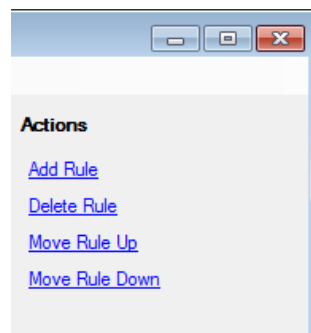 Actions
Add Rule
Delete Rule
Move Rule Up
Move Rule Down